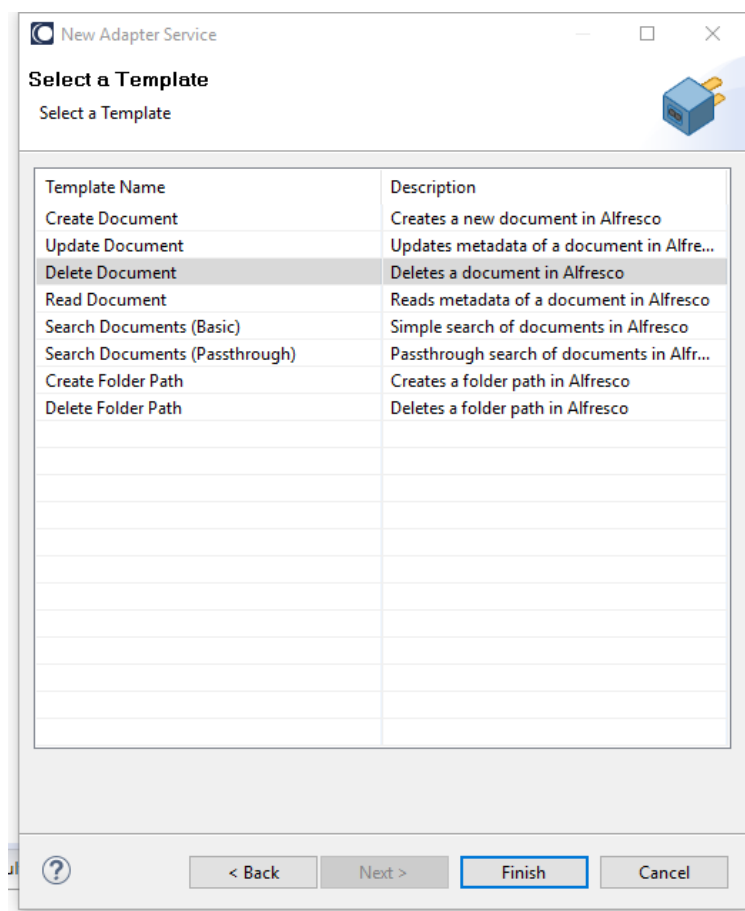 New Adapter Service
Select a Template
Select a Template
Template Name Description
Create Document Creates a new document in Alfresco
Update Document Updates metadata of a document in Alfre...
Delete Document Deletes a document in Alfresco
Read Document Reads metadata of a document in Alfresco
Search Documents (Basic) Simple search of documents in Alfresco
Search Documents (Passthrough) Passthrough search of documents in Alfr...
Create Folder Path Creates a folder path in Alfresco
Delete Folder Path Deletes a folder path in Alfresco
? < Back Next > Finish Cancel